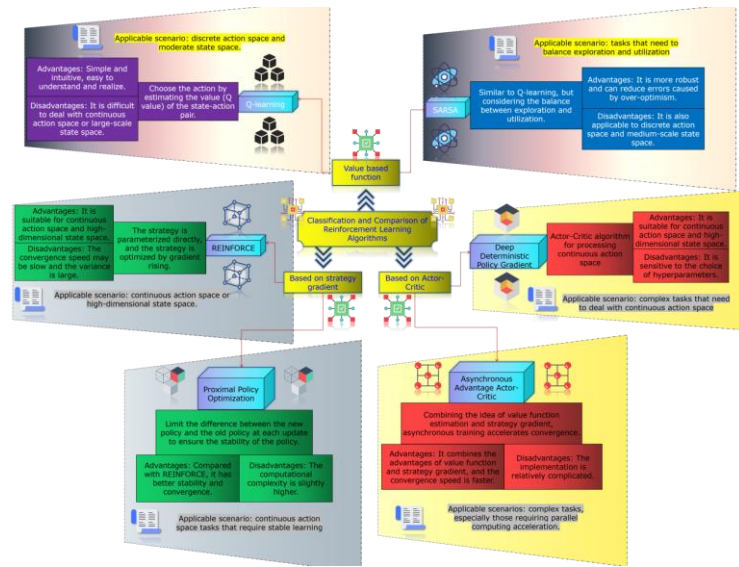 Applicable scenario: discrete action space and
moderate state space.
Advantages: Simple and
intuitive, easy to
understand and realize.
Disadvantages: It is difficult
to deal with continuous
action space or large-scale
state space.
Choose the action by
estimating the value (Q
value) of the state-action
pair.
Q-learning
Applicable scenario: tasks that need to
balance exploration and utilization
SARSA
Similar to Q-learning, but
considering the balance
between exploration and
utilization.
Advantages: It is more robust
and can reduce errors caused
by over-optimism.
Disadvantage: It is also
applicable to discrete action
space and medium-scale state
space.
Value based
function
Classification and Comparison of
Reinforcement Learning
Algorithms
Based on strategy
gradient
Based on Actor-
Critic
Advantages: It is
suitable for continuous
action space and high-
dimensional state space.
Disadvantages: The
convergence speed may
be slow and the variance
is large.
The strategy is
parameterized directly,
and the strategy is
optimized by gradient
rising.
REINFORCE
Applicable scenario: continuous action space or
high-dimensional state space.
Deep
Deterministic
Policy Gradient
Actor-Critic algorithm
for processing
continuous action
space
Advantages: It is
suitable for continuous
action space and high-
dimensional state space.
Disadvantages: It is
sensitive to the choice of
hyperparameters.
Applicable scenario: complex tasks that need
to deal with continuous action space
Proximal Policy
Optimization
Limit the difference between the new
policy and the old policy at each update
to ensure the stability of the policy.
Advantages: Compared
with REINFORCE, it has
better stability and
convergence.
Disadvantages: The
computational
complexity is slightly
higher.
Applicable scenario: continuous action
space tasks that require stable learning
Asynchronous
Advantage Actor-
Critic
Combining the idea of value function
estimation and strategy gradient,
asynchronous training accelerates convergence.
Advantages: It combines the
advantages of value function
and strategy gradient, and the
convergence speed is faster.
Disadvantages: The
implementation is
relatively complicated.
Applicable scenarios: complex tasks,
especially those requiring parallel
computing acceleration.